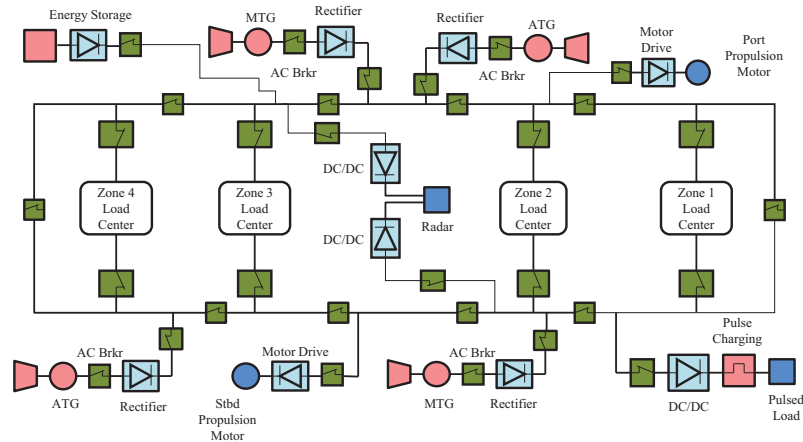 Energy Storage
MTG
Rectifier
AC Brkr
Rectifier
ATG
AC Brkr
Motor
Drive
Port
Propulsion
Motor
Zone 4
Load
Center
Zone 3
Load
Center
DC/DC
DC/DC
Radar
Zone 2
Load
Center
Zone 1
Load
Center
AC Brkr
ATG
Rectifier
Motor Drive
Stbd
Propulsion
Motor
AC Brkr
MTG
Rectifier
Pulse
Charging
DC/DC
Pulsed
Load